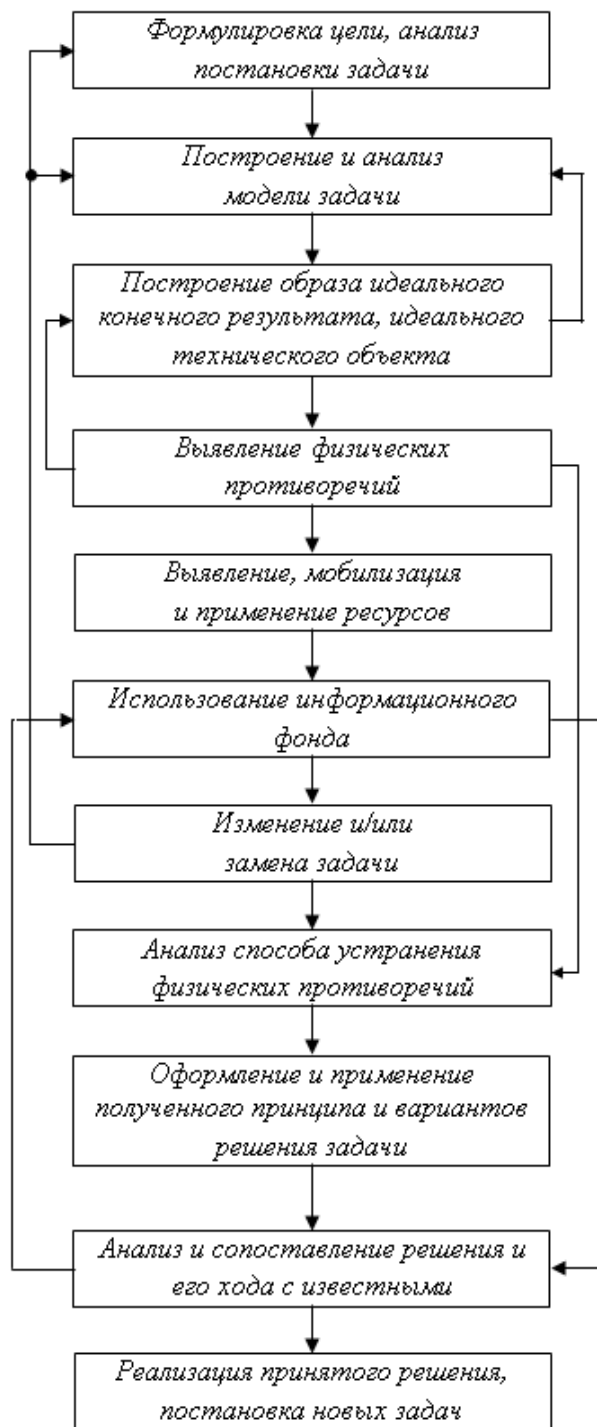 Формулировка цели, анализ
постановки задачи
Построение и анализ
модели задачи
Построение образа идеального
конечного результата, идеального
технического объекта
Выявление физических
противоречий
Выявление, мобилизация
и применение ресурсов
Использование информационного
фонда
Изменение и/или
замена задачи
Анализ способа устранения
физических противоречий
Оформление и применение
полученного принципа и вариантов
решения задачи
Анализ и сопоставление решения и
его хода с известными
Реализация принятого решения,
постановка новых задач